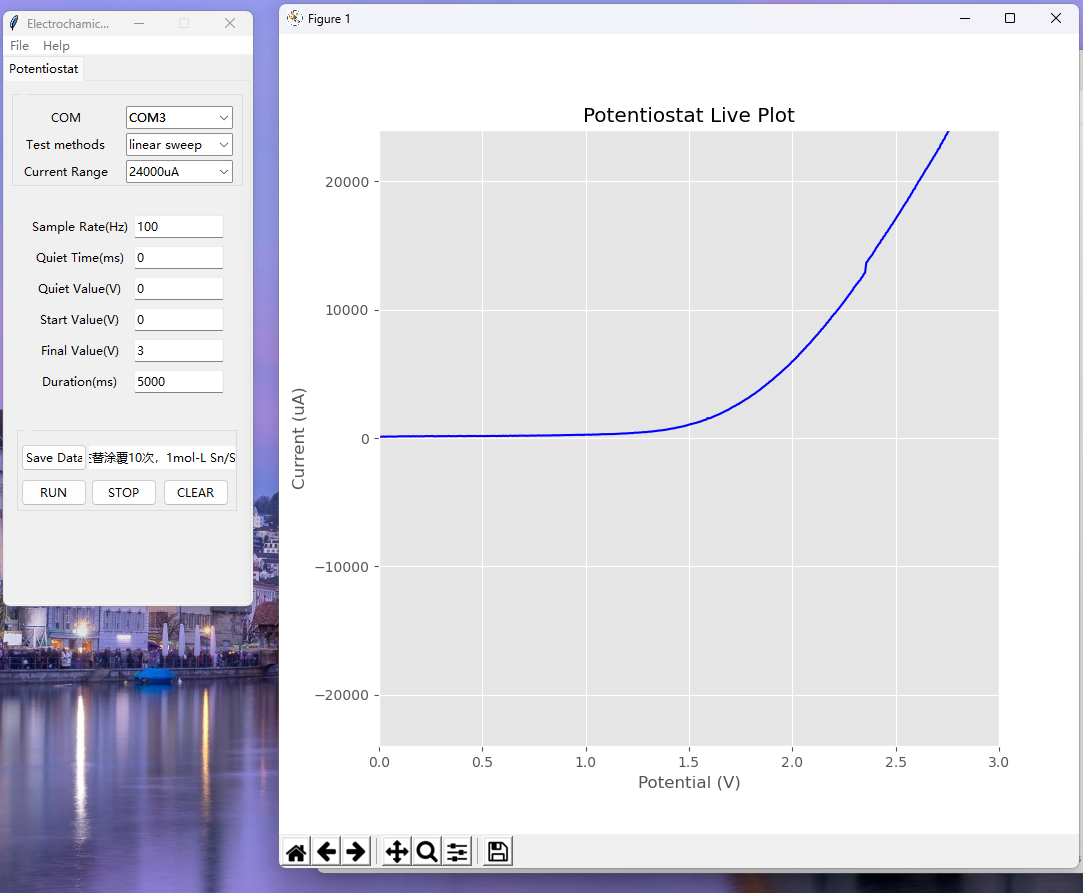 Electrochamic...
File Help
Potentiostat
COM COM3
Test methods linear sweep
Current Range 24000uA
Sample Rate(Hz) 100
Quiet Time(ms) 0
Quiet Value(V) 0
Start Value(V) 0
Final Value(V) 3
Duration(ms) 5000
Save Data 替涂覆10次，1mol-L Sn/S
RUN STOP CLEAR
Figure 1
Potentiostat Live Plot
20000
10000
0
−10000
−20000
Current (uA)
0.0 0.5 1.0 1.5 2.0 2.5 3.0
Potential (V)